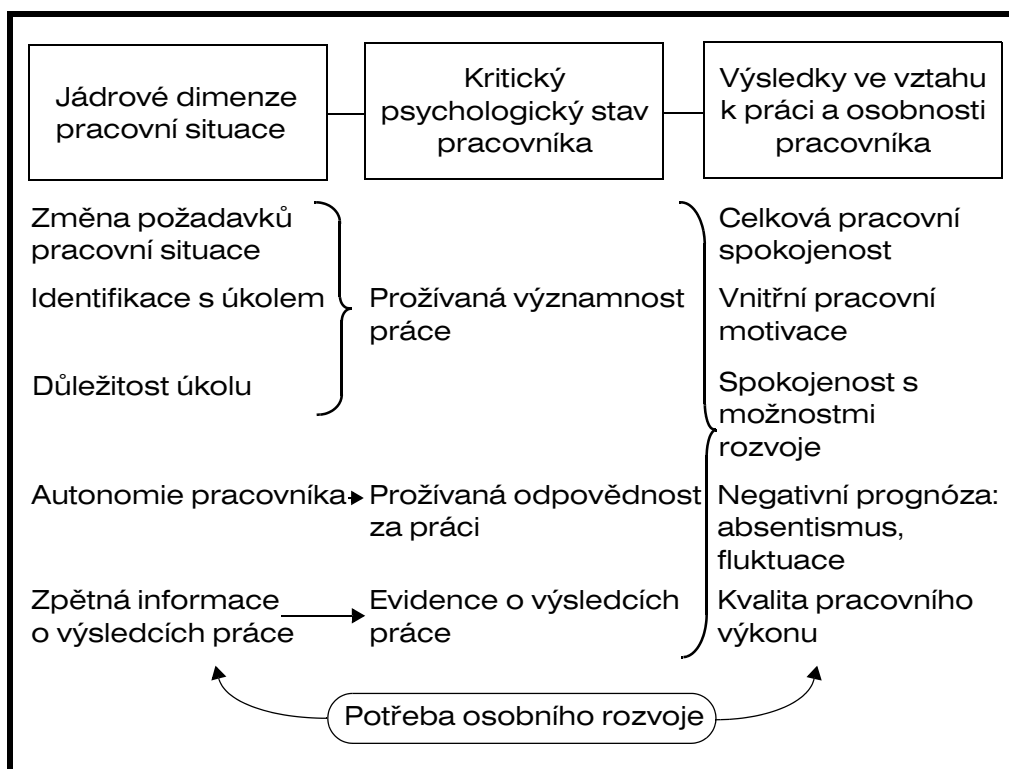 Jádrové dimenze
pracovní situace
Kritický
psychologický stav
pracovníka
Výsledky ve vztahu
k práci a osobnosti
pracovníka
Změna požadavků
pracovní situace
Identifikace s úkolem
Důležitost úkolu
Autonomie pracovníka
Zpětná informace
o výsledcích práce
Prožívaná významnost
práce
Prožívaná odpovědnost
za práci
Evidence o výsledcích
práce
Celková pracovní
spokojenost
Vnitřní pracovní
motivace
Spokojenost s
možnostmi
rozvoje
Negativní prognóza:
absentismus,
fluktuace
Kvalita pracovního
výkonu
Potřeba osobního rozvoje